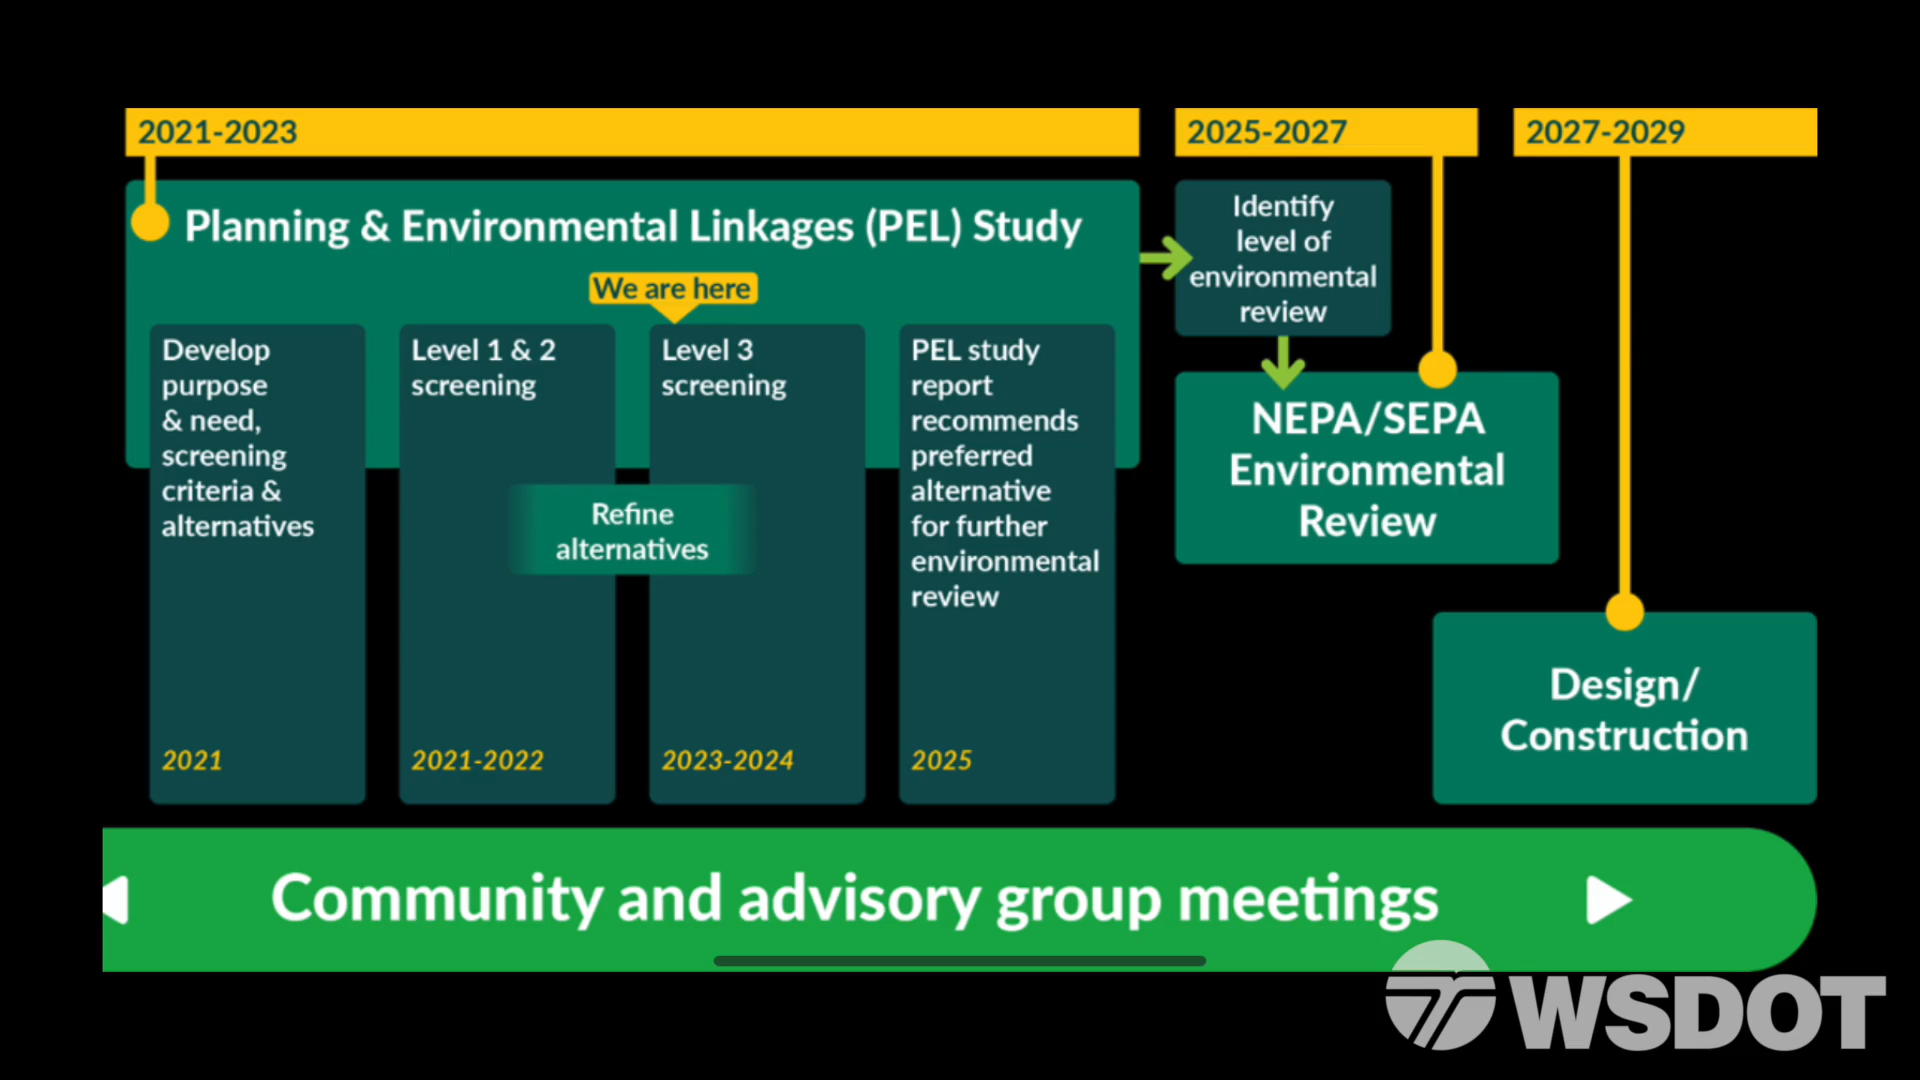 2021-2023
2025-2027
2027-2029
Planning & Environmental Linkages (PEL) Study
We are here
Develop
purpose
& need,
screening
criteria &
alternatives
2021
Level 1 & 2
screening
2021-2022
Refine
alternatives
Level 3
screening
2023-2024
PEL study
report
recommends
preferred
alternative
for further
environmental
review
2025
Identify
level of
environmental
review
NEPA/SEPA
Environmental
Review
Design/
Construction
Community and advisory group meetings
WSDOT